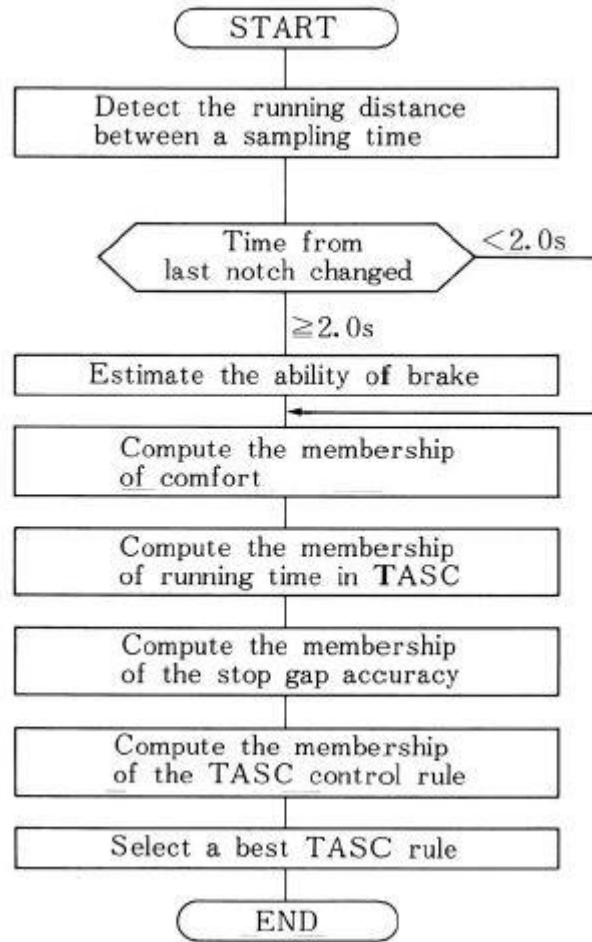 START
Detect the running distance
between a sampling time
Time from
last notch changed
<2.0s
≧2.0s
Estimate the ability of brake
Compute the membership
of comfort
Compute the membership
of running time in TASC
Compute the membership
of the stop gap accuracy
Compute the membership
of the TASC control rule
Select a best TASC rule
END